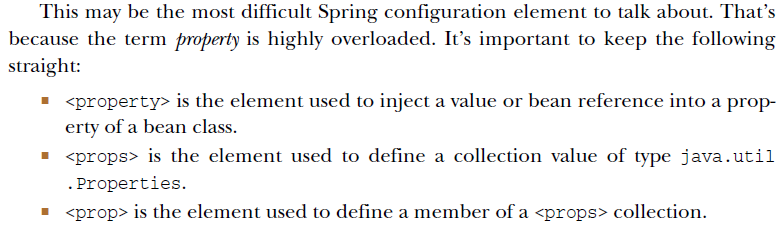 This may be the most difficult Spring configuration element to talk about. That’s
because the term property is highly overloaded. It’s important to keep the following
straight:
■ <property> is the element used to inject a value or bean reference into a prop-
erty of a bean class.
■ <props> is the element used to define a collection value of type java.util
.Properties.
■ <prop> is the element used to define a member of a <props> collection.